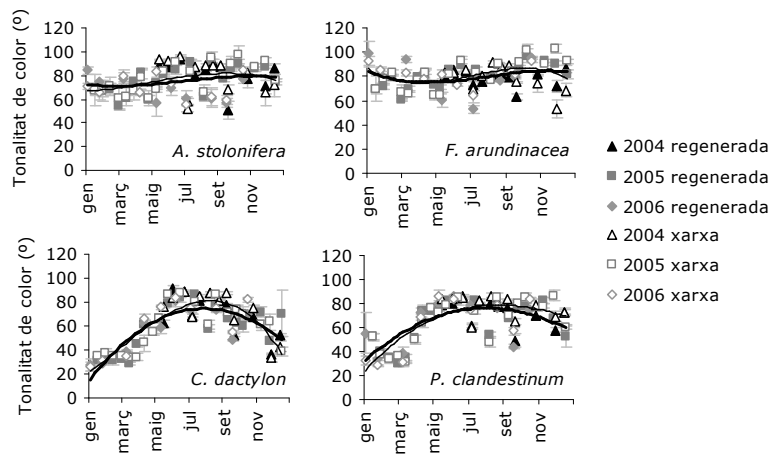 Tonalitat de color (º)
120
100
80
60
40
20
0
A. stolonifera
gen
març
maig
jul
set
nov
120
100
80
60
40
20
0
F. arundinacea
gen
març
maig
jul
set
nov
2004 regenerada
2005 regenerada
2006 regenerada
2004 xarxa
2005 xarxa
2006 xarxa
Tonalitat de color (º)
120
100
80
60
40
20
0
C. dactylon
gen
març
maig
jul
set
nov
120
100
80
60
40
20
0
P. clandestinum
gen
març
maig
jul
set
nov